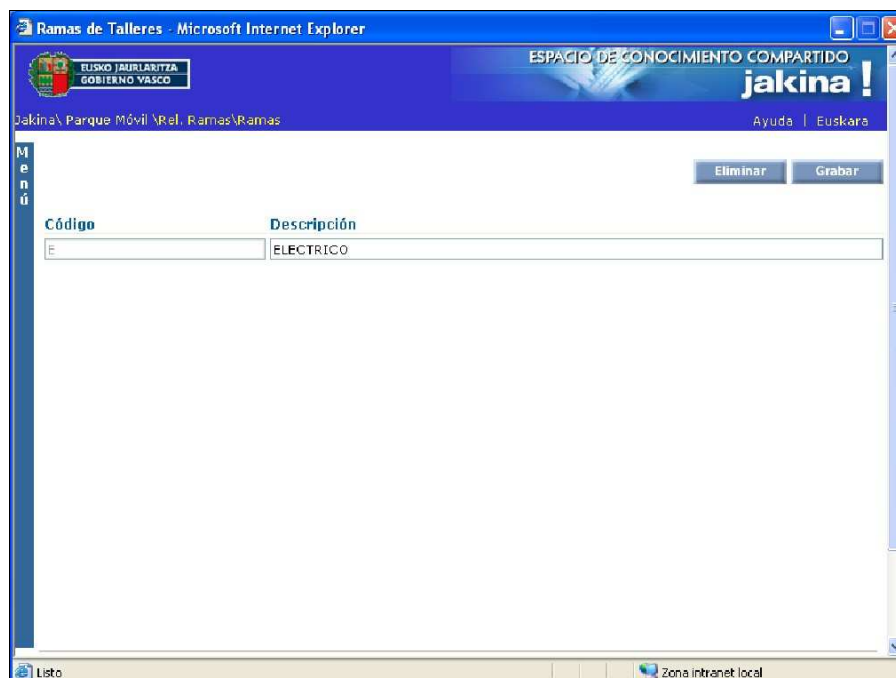 Ramas de Talleres - Microsoft Internet Explorer
EUSKO JAURLARITZA
GOBIERNO VASCO
ESPACIO DE CONOCIMIENTO COMPARTIDO
jakina!
Jakina\ Parque Móvil \Rel. Ramas\Ramas
Ayuda | Euskara
Menú
Eliminar Grabar
Código Descripción
E ELECTRICO
Listo Zona intranet local